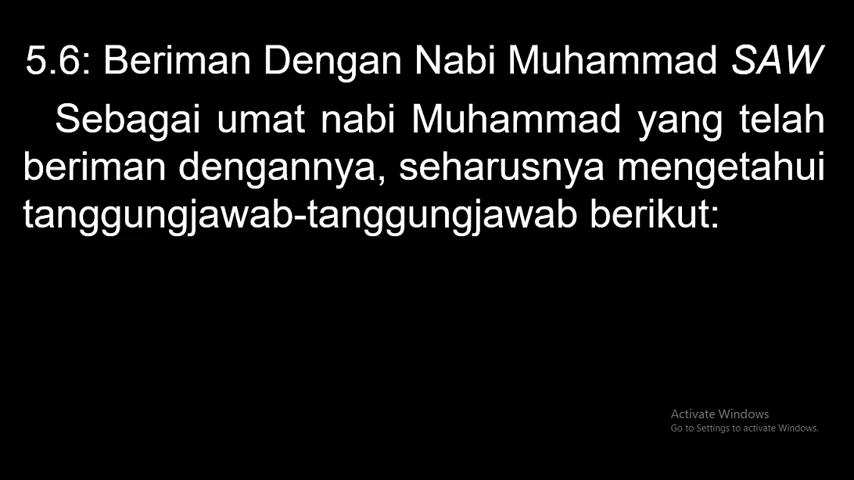 5.6: Beriman Dengan Nabi Muhammad SAW
Sebagai umat nabi Muhammad yang telah
beriman dengannya, seharusnya mengetahui
tanggungjawab-tanggungjawab berikut:
Activate Windows
Go to Settings to activate Windows.